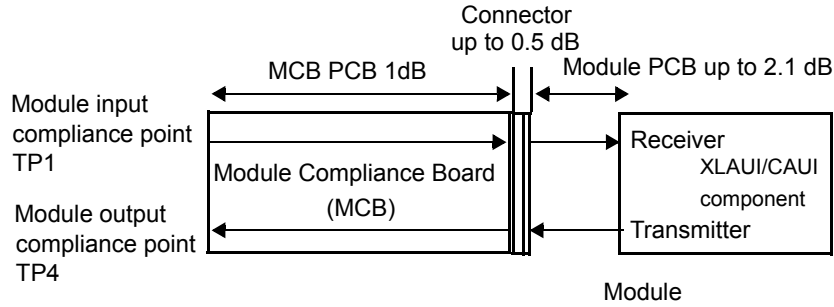 Connector
up to 0.5 dB
MCB PCB 1dB
Module PCB up to 2.1 dB
Module input
compliance point
TP1
Module output
compliance point
TP4
Module Compliance Board
(MCB)
Receiver
XLAUI/CAUI
component
Transmitter
Module